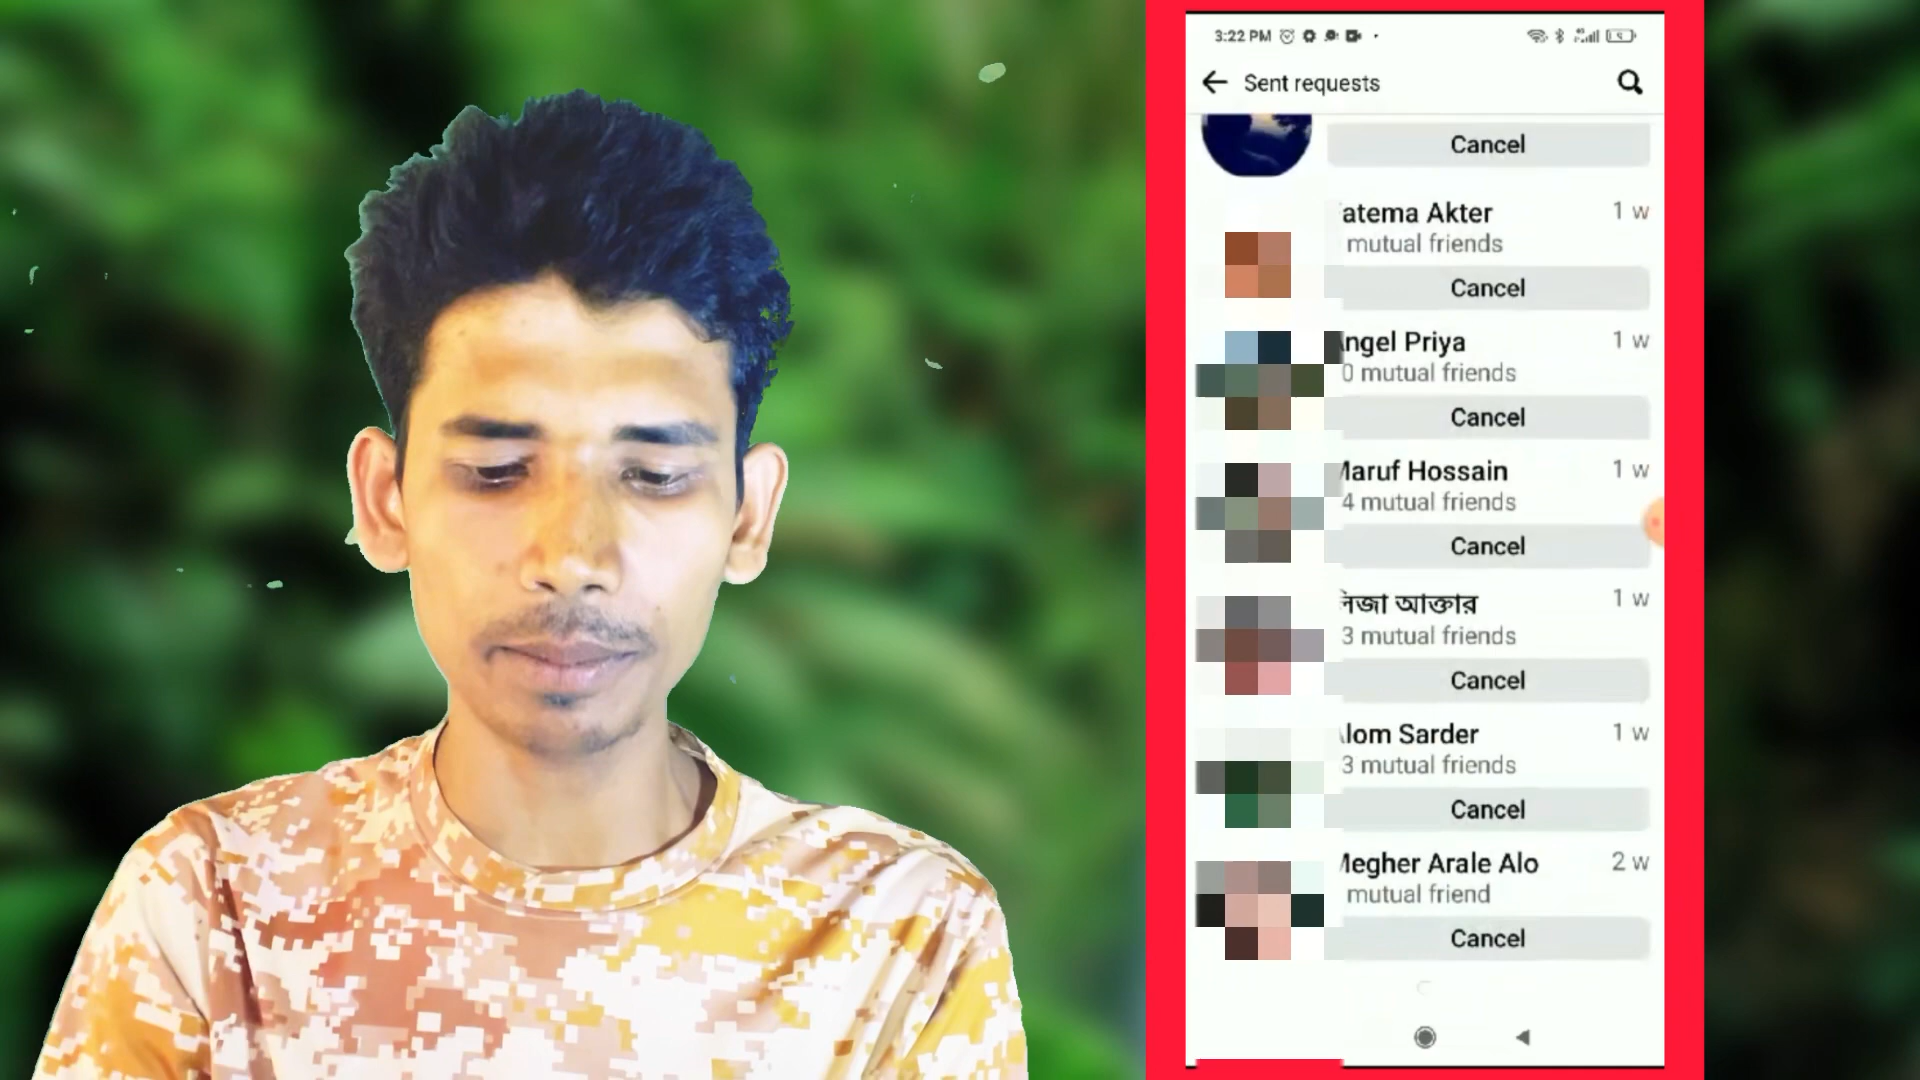 3:22 PM
Sent requests
Cancel
atema Akter 1 w
mutual friends
Cancel
ngel Priya 1 w
0 mutual friends
Cancel
Maruf Hossain 1 w
4 mutual friends
Cancel
লিজা আক্তার 1 w
3 mutual friends
Cancel
lom Sarder 1 w
3 mutual friends
Cancel
Megher Arale Alo 2 w
mutual friend
Cancel